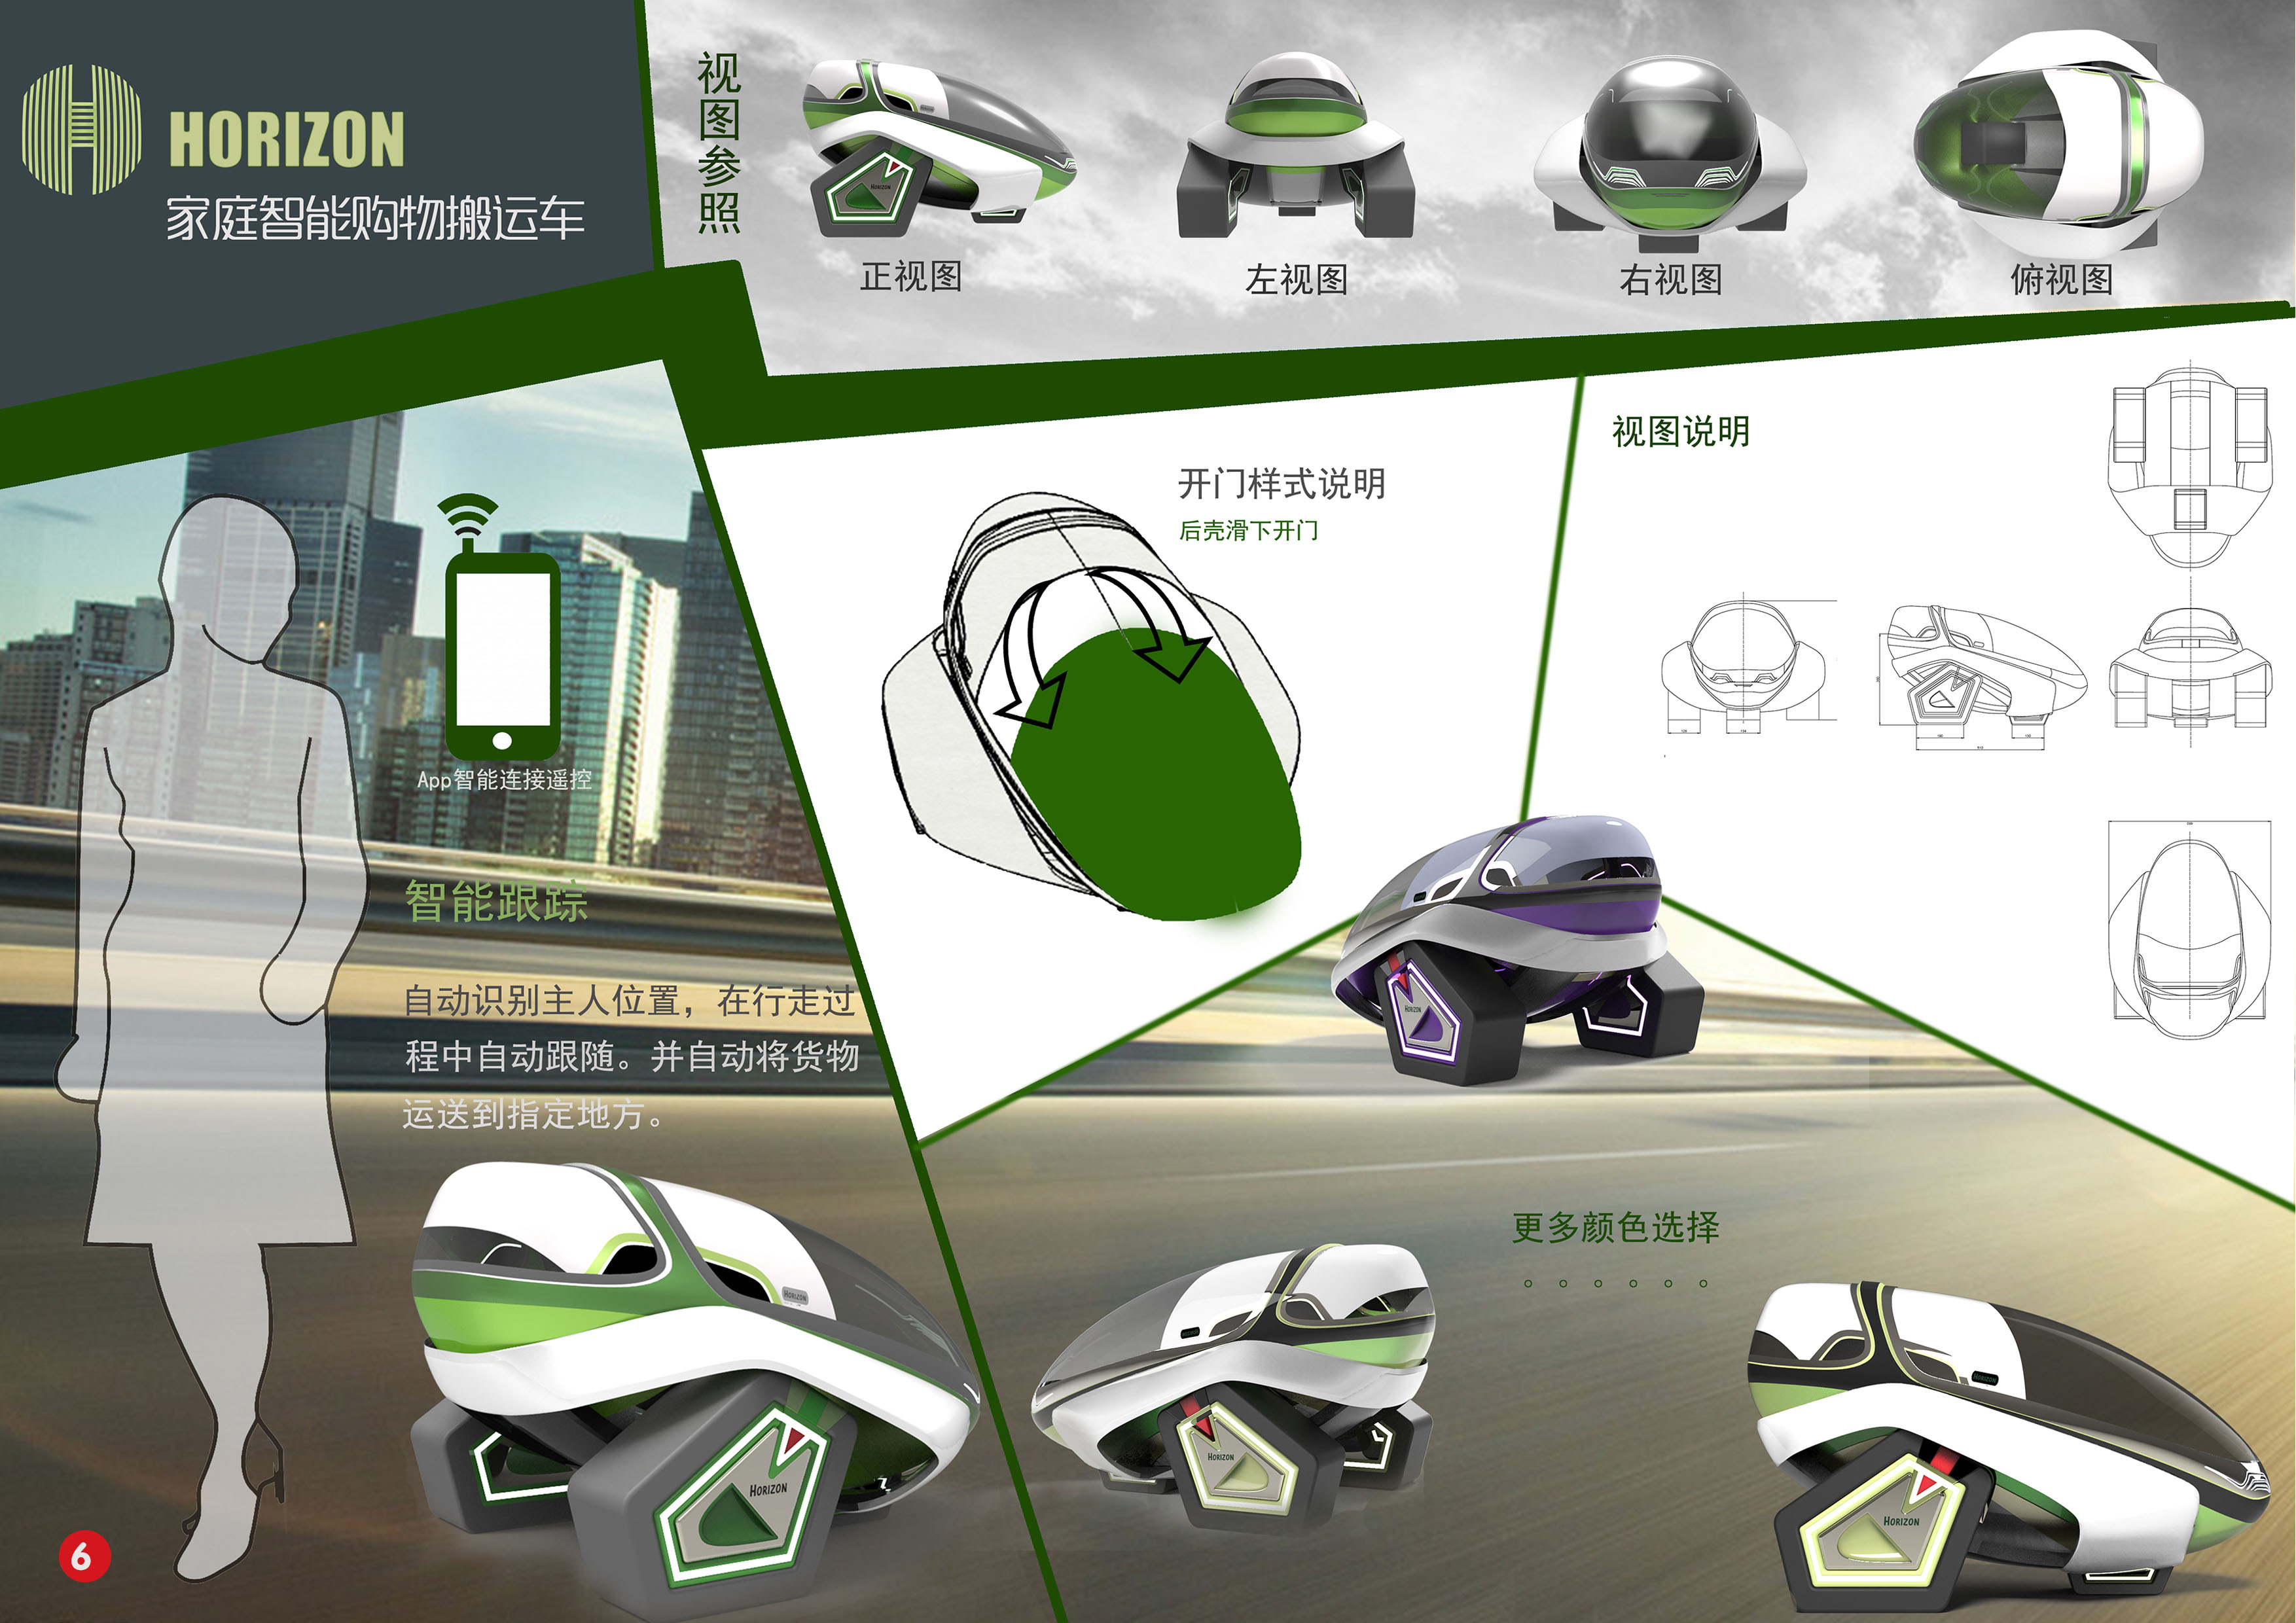 HORIZON
家庭智能购物搬运车
视图参照
正视图
左视图
右视图
俯视图
视图说明
开门样式说明
后壳滑下开门
App智能连接遥控
智能跟踪
自动识别主人位置，在行走过
程中自动跟随。并自动将货物
运送到指定地方。
HORIZON
HORIZON
HORIZON
更多颜色选择
HORIZON
HORIZON
HORIZON
HORIZON
6